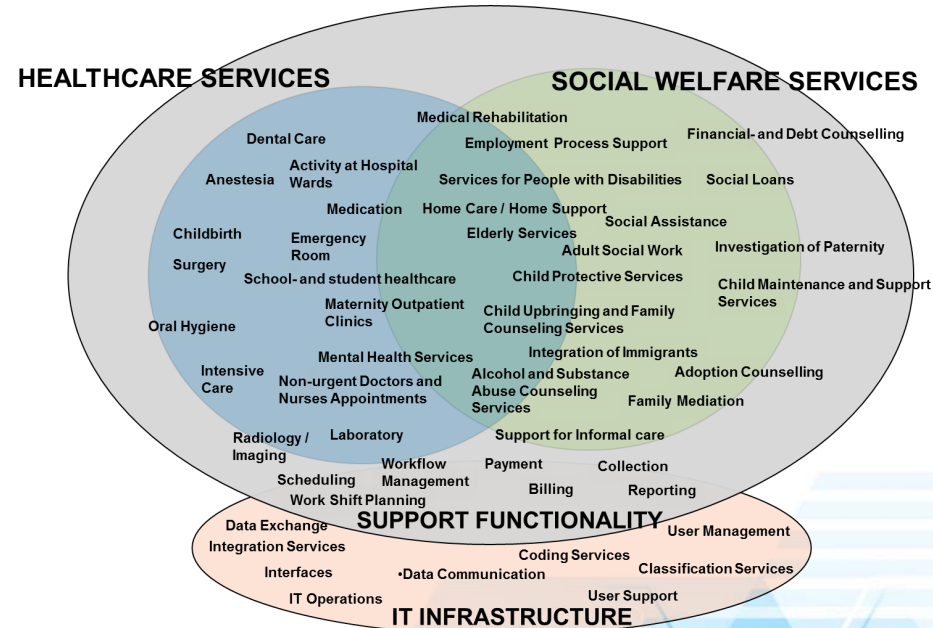 HEALTHCARE SERVICES
SOCIAL WELFARE SERVICES
Medical Rehabilitation
Dental Care
Employment Process Support
Financial- and Debt Counselling
Activity at Hospital
Wards
Anestesia
Services for People with Disabilities
Social Loans
Medication
Home Care / Home Support
Social Assistance
Childbirth
Emergency
Room
Elderly Services
Adult Social Work
Investigation of Paternity
Surgery
School- and student healthcare
Child Protective Services
Child Maintenance and Support
Services
Maternity Outpatient
Clinics
Child Upbringing and Family
Counseling Services
Oral Hygiene
Mental Health Services
Integration of Immigrants
Intensive
Care
Non-urgent Doctors and
Nurses Appointments
Alcohol and Substance
Abuse Counseling
Services
Adoption Counselling
Family Mediation
Radiology /
Imaging
Laboratory
Support for Informal care
Scheduling
Workflow
Management
Payment
Collection
Work Shift Planning
Billing
Reporting
SUPPORT FUNCTIONALITY
Data Exchange
User Management
Integration Services
Coding Services
Interfaces
•Data Communication
Classification Services
IT Operations
User Support
IT INFRASTRUCTURE